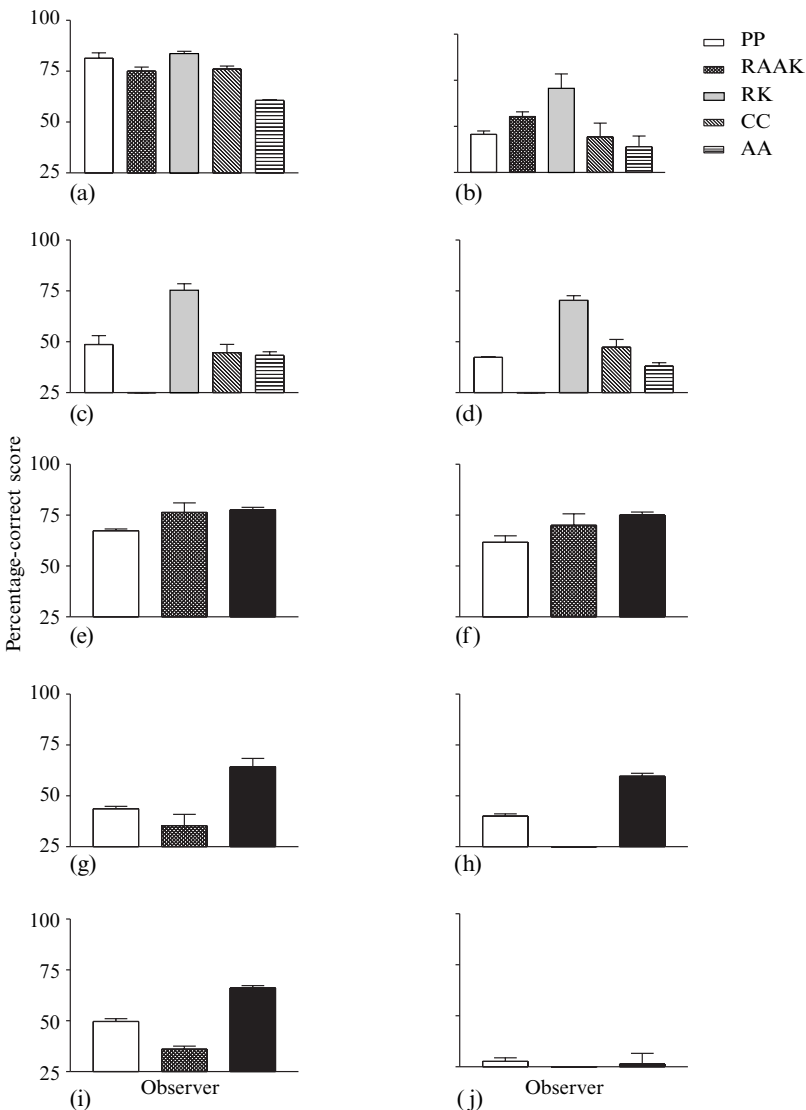 100
75
50
25
(a)
(b)
PP
RAAK
RK
CC
AA
100
75
50
25
(c)
(d)
Percentage-correct score
100
75
50
25
(e)
(f)
100
75
50
25
(g)
(h)
100
75
50
25
(i)
Observer
(j)
Observer